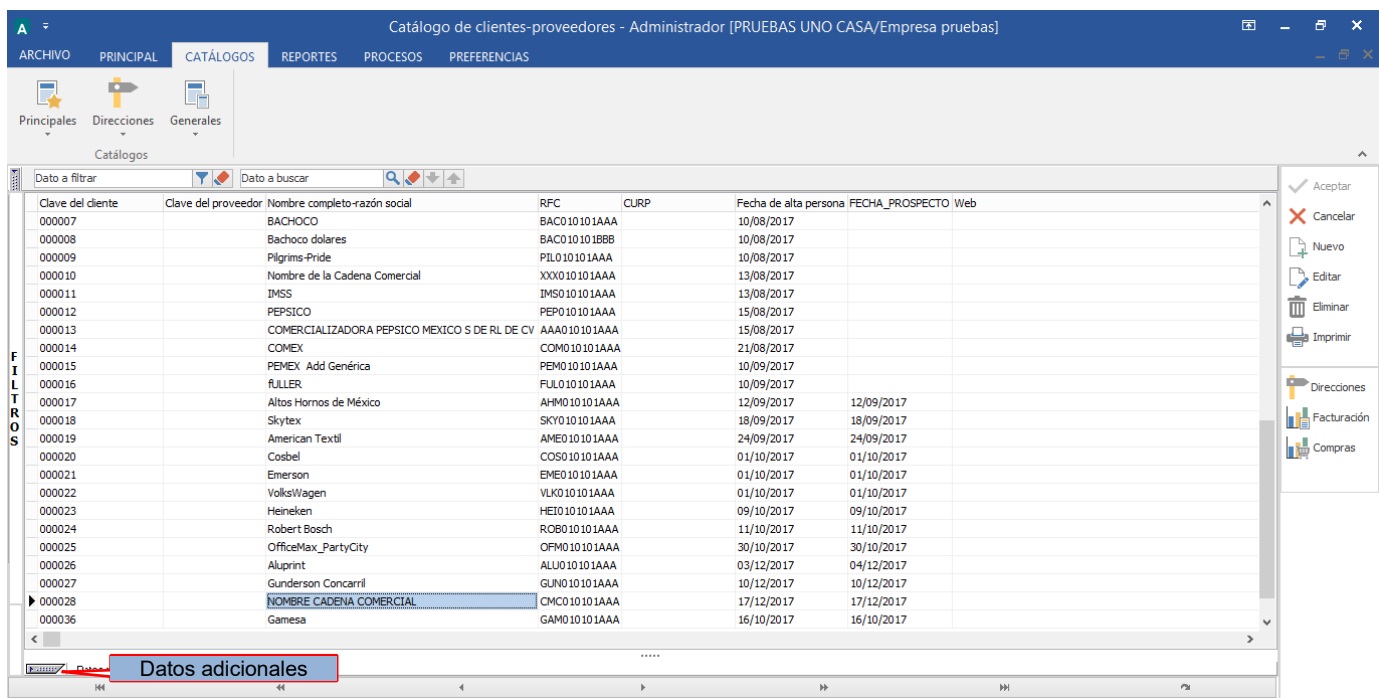 A
Catálogo de clientes-proveedores - Administrador [PRUEBAS UNO CASA/Empresa pruebas]
ARCHIVO PRINCIPAL CATÁLOGOS REPORTES PROCESOS PREFERENCIAS
Principales Direcciones Generales
Catálogos
Dato a filtrar Dato a buscar
Clave del cliente Clave del proveedor Nombre completo-razón social RFC CURP Fecha de alta persona FECHA_PROSPECTO Web
000007 BACHOCO BAC010101AAA 10/08/2017
000008 Bachoco dolares BAC010101BBB 10/08/2017
000009 Pilgrims-Pride PIL010101AAA 10/08/2017
000010 Nombre de la Cadena Comercial XXX010101AAA 13/08/2017
000011 IMSS IMS010101AAA 13/08/2017
000012 PEPSICO PEP010101AAA 15/08/2017
000013 COMERCIALIZADORA PEPSICO MEXICO S DE RL DE CV AAA010101AAA 15/08/2017
000014 COMEX COM010101AAA 21/08/2017
000015 PEMEX Add Genérica PEM010101AAA 10/09/2017
000016 fULLER FUL010101AAA 10/09/2017
000017 Altos Hornos de México AHM010101AAA 12/09/2017 12/09/2017
000018 Skytex SKY010101AAA 18/09/2017 18/09/2017
000019 American Textil AME010101AAA 24/09/2017 24/09/2017
000020 Cosbel COS010101AAA 01/10/2017 01/10/2017
000021 Emerson EME010101AAA 01/10/2017 01/10/2017
000022 VolksWagen VLK010101AAA 01/10/2017 01/10/2017
000023 Heineken HEI010101AAA 09/10/2017 09/10/2017
000024 Robert Bosch ROB010101AAA 11/10/2017 11/10/2017
000025 OfficeMax_PartyCity OFM010101AAA 30/10/2017 30/10/2017
000026 Aluprint ALU010101AAA 03/12/2017 04/12/2017
000027 Gunderson Concarril GUN010101AAA 10/12/2017 10/12/2017
000028 NOMBRE CADENA COMERCIAL CMC010101AAA 17/12/2017 17/12/2017
000036 Gamesa GAM010101AAA 16/10/2017 16/10/2017
FILTROS
Datos adicionales
Aceptar
Cancelar
Nuevo
Editar
Eliminar
Imprimir
Direcciones
Facturación
Compras